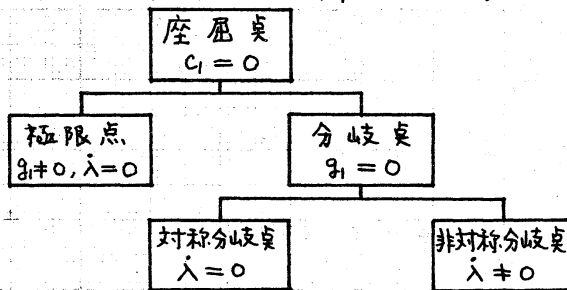 座屈点
C₁ = 0
極限点
g₁≠0, λ̇=0
分岐点
g₁ = 0
対称分岐点
λ̇ = 0
非対称分岐点
λ̇ ≠ 0